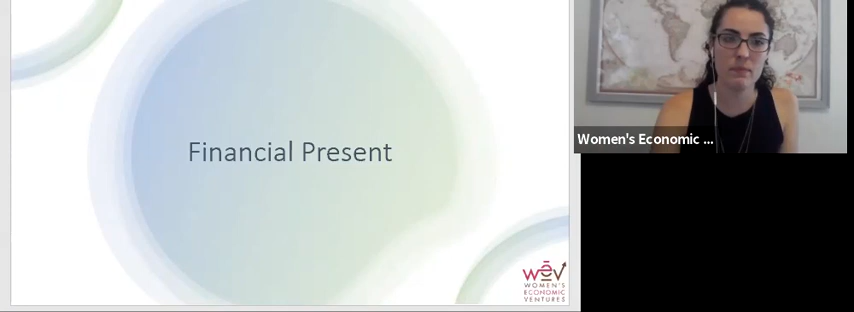 Financial Present
Women's Economic ...
wēv
WOMEN'S
ECONOMIC
VENTURES